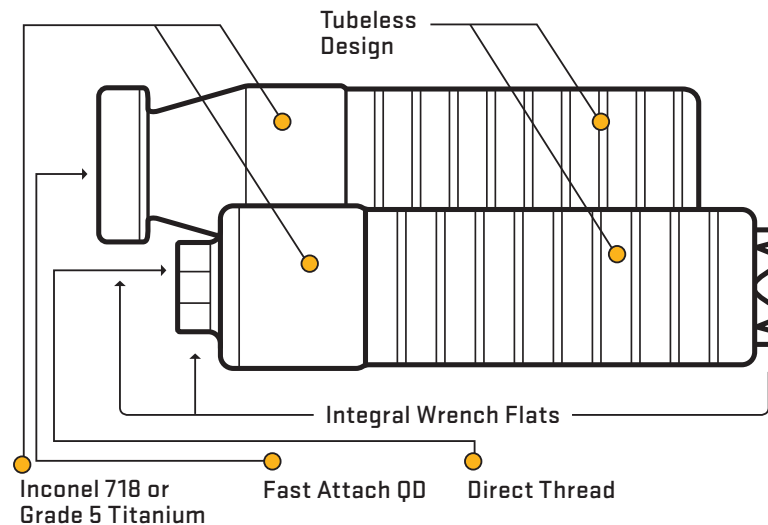 Tubeless
Design
Integral Wrench Flats
Inconel 718 or
Grade 5 Titanium
Fast Attach QD
Direct Thread